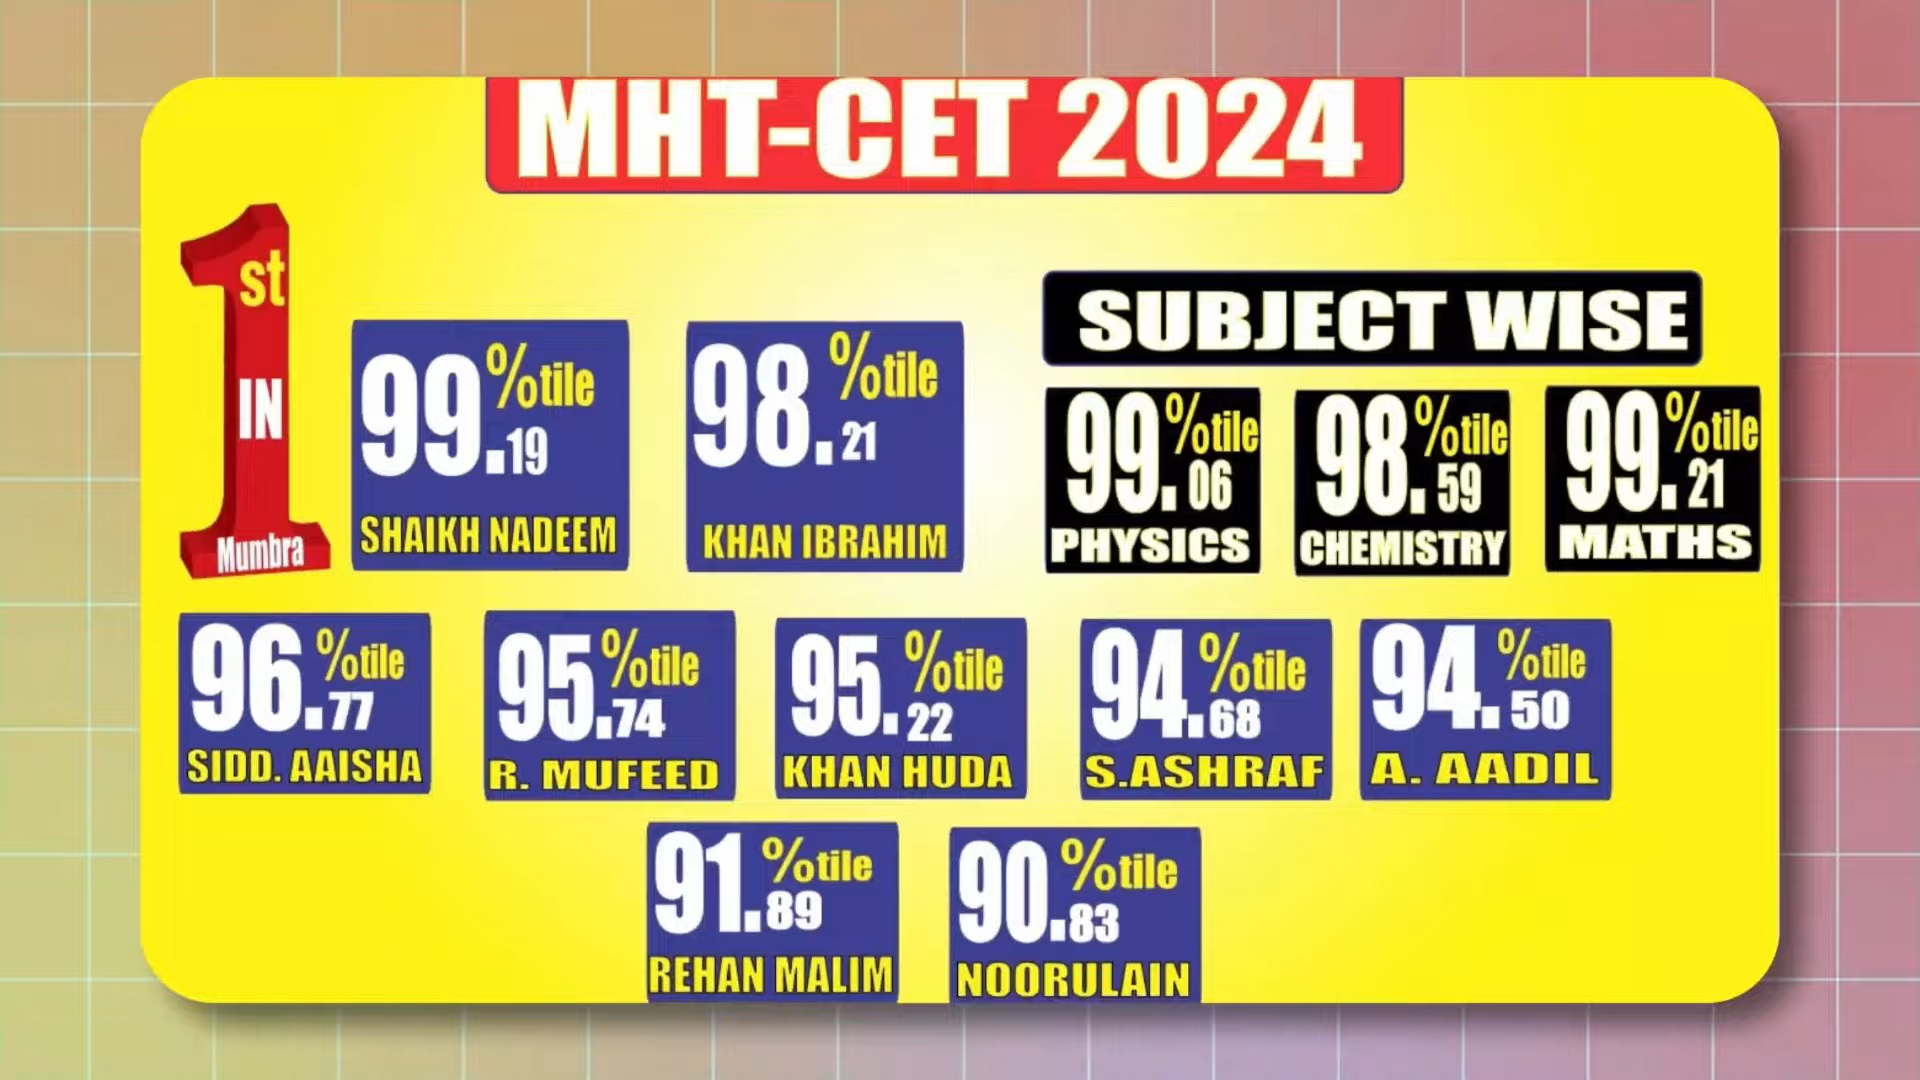 MHT-CET 2024
1st
IN
Mumbra
99.19 %tile
SHAIKH NADEEM
98.21 %tile
KHAN IBRAHIM
SUBJECT WISE
99.06 %tile
PHYSICS
98.59 %tile
CHEMISTRY
99.21 %tile
MATHS
96.77 %tile
SIDD. AAISHA
95.74 %tile
R. MUFEED
95.22 %tile
KHAN HUDA
94.68 %tile
S.ASHRAF
94.50 %tile
A. AADIL
91.89 %tile
REHAN MALIM
90.83 %tile
NOORULAIN